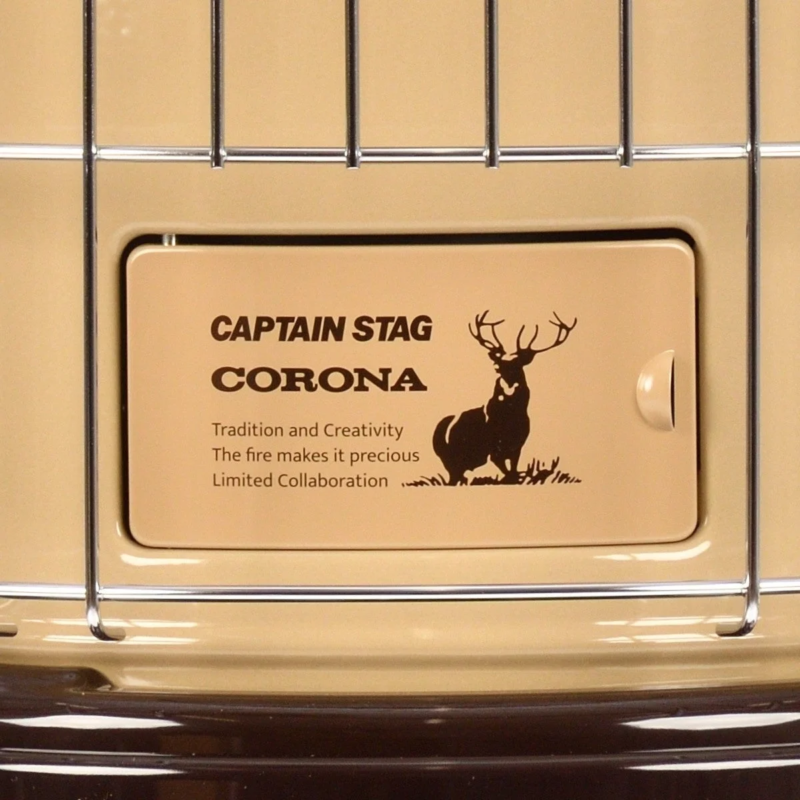 CAPTAIN STAG
CORONA
Tradition and Creativity
The fire makes it precious
Limited Collaboration